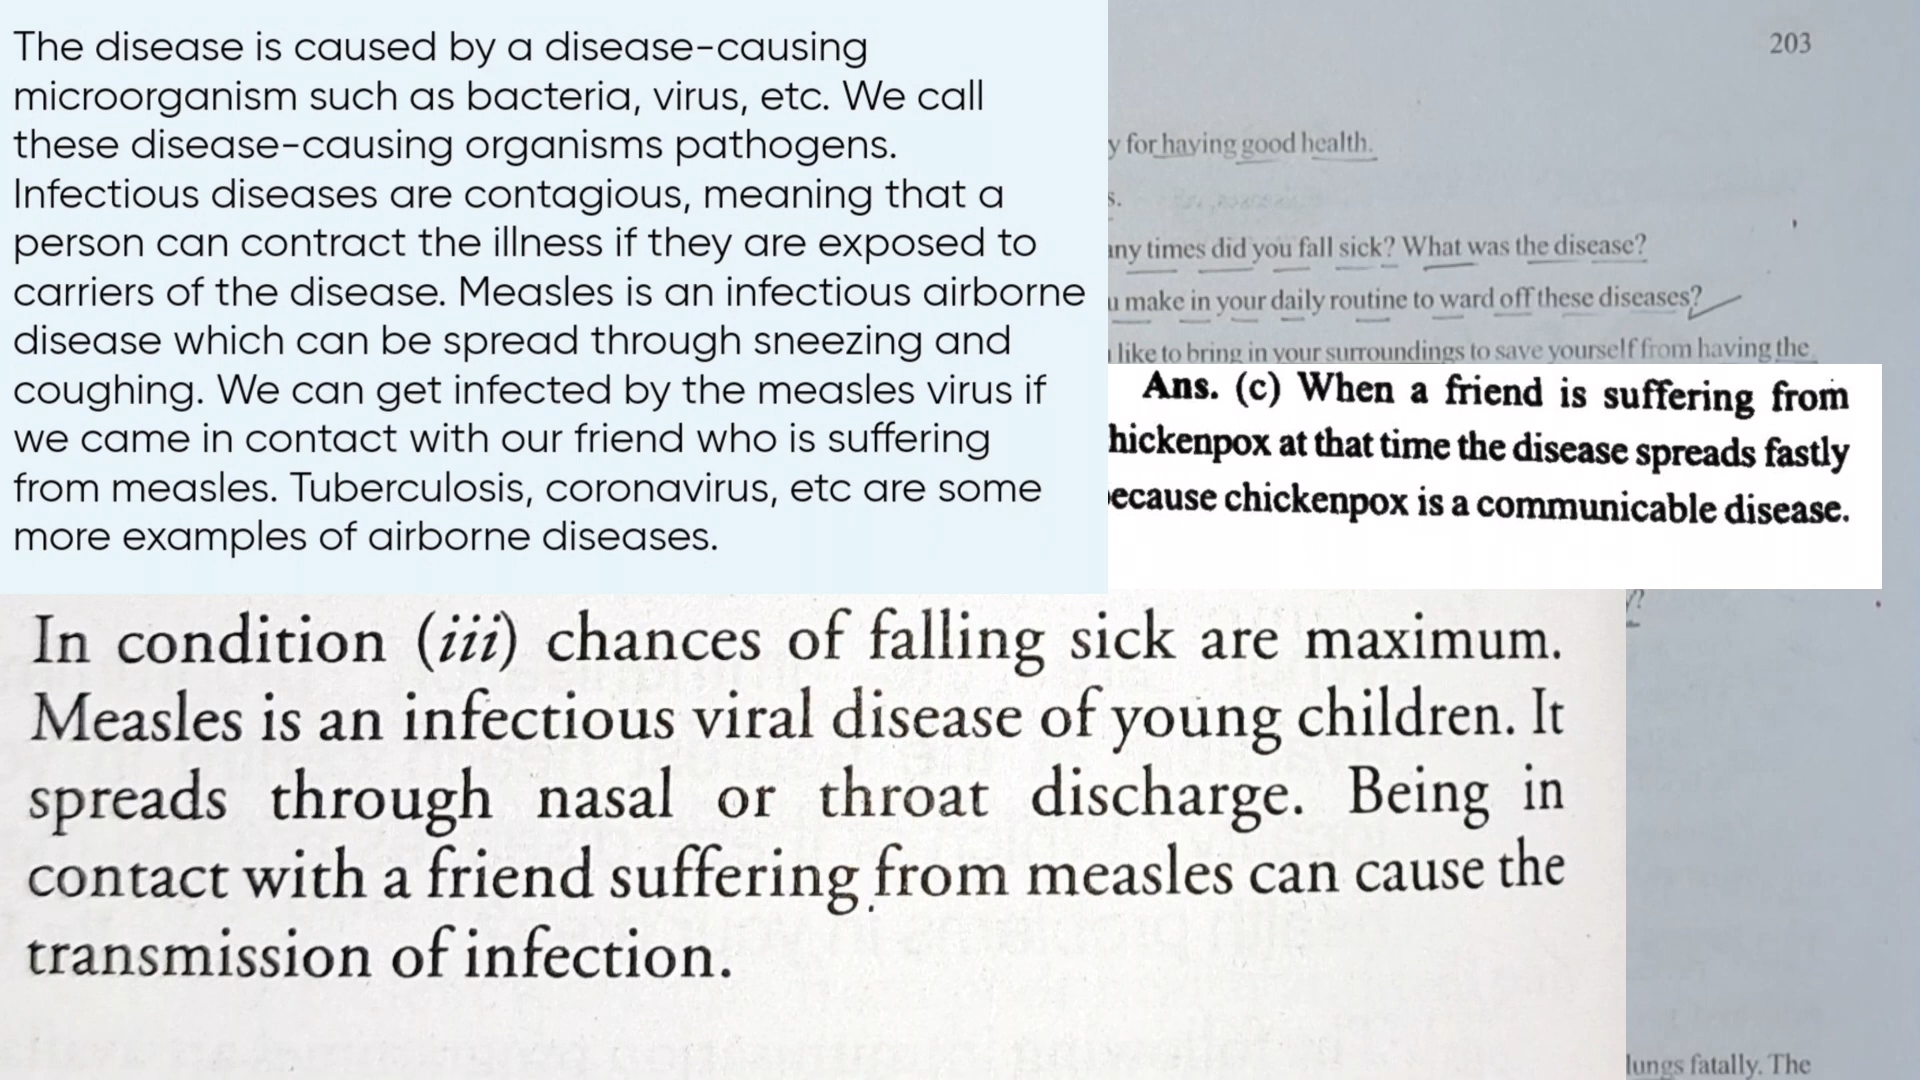 The disease is caused by a disease-causing
microorganism such as bacteria, virus, etc. We call
these disease-causing organisms pathogens.
Infectious diseases are contagious, meaning that a
person can contract the illness if they are exposed to
carriers of the disease. Measles is an infectious airborne
disease which can be spread through sneezing and
coughing. We can get infected by the measles virus if
we came in contact with our friend who is suffering
from measles. Tuberculosis, coronavirus, etc are some
more examples of airborne diseases.
203
y for having good health.
s.
any times did you fall sick? What was the disease?
u make in your daily routine to ward off these diseases?
like to bring in your surroundings to save yourself from having the
Ans. (c) When a friend is suffering from
hickenpox at that time the disease spreads fastly
ecause chickenpox is a communicable disease.
?
In condition (iii) chances of falling sick are maximum.
Measles is an infectious viral disease of young children. It
spreads through nasal or throat discharge. Being in
contact with a friend suffering from measles can cause the
transmission of infection.
lungs fatally. The